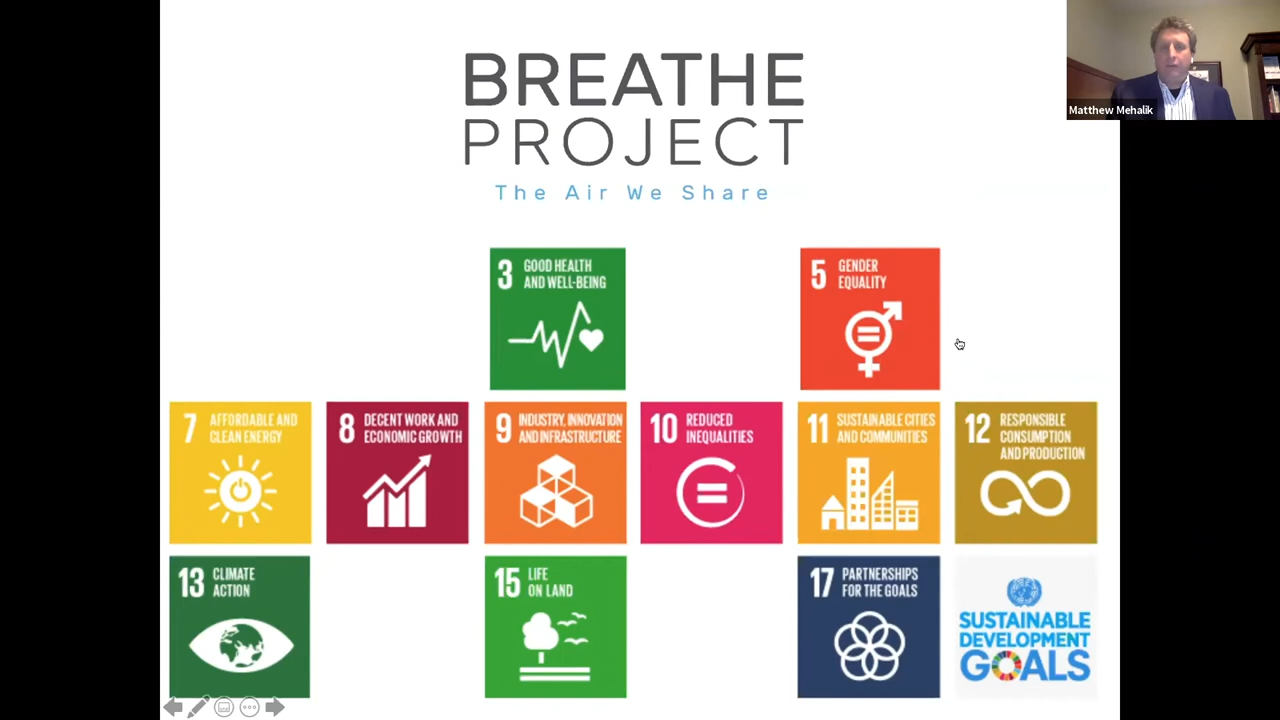 BREATHE
PROJECT
The Air We Share
Matthew Mehalik
3 GOOD HEALTH
AND WELL-BEING
5 GENDER
EQUALITY
7 AFFORDABLE AND
CLEAN ENERGY
8 DECENT WORK AND
ECONOMIC GROWTH
9 INDUSTRY, INNOVATION
AND INFRASTRUCTURE
10 REDUCED
INEQUALITIES
11 SUSTAINABLE CITIES
AND COMMUNITIES
12 RESPONSIBLE
CONSUMPTION
AND PRODUCTION
13 CLIMATE
ACTION
15 LIFE
ON LAND
17 PARTNERSHIPS
FOR THE GOALS
SUSTAINABLE
DEVELOPMENT
GOALS